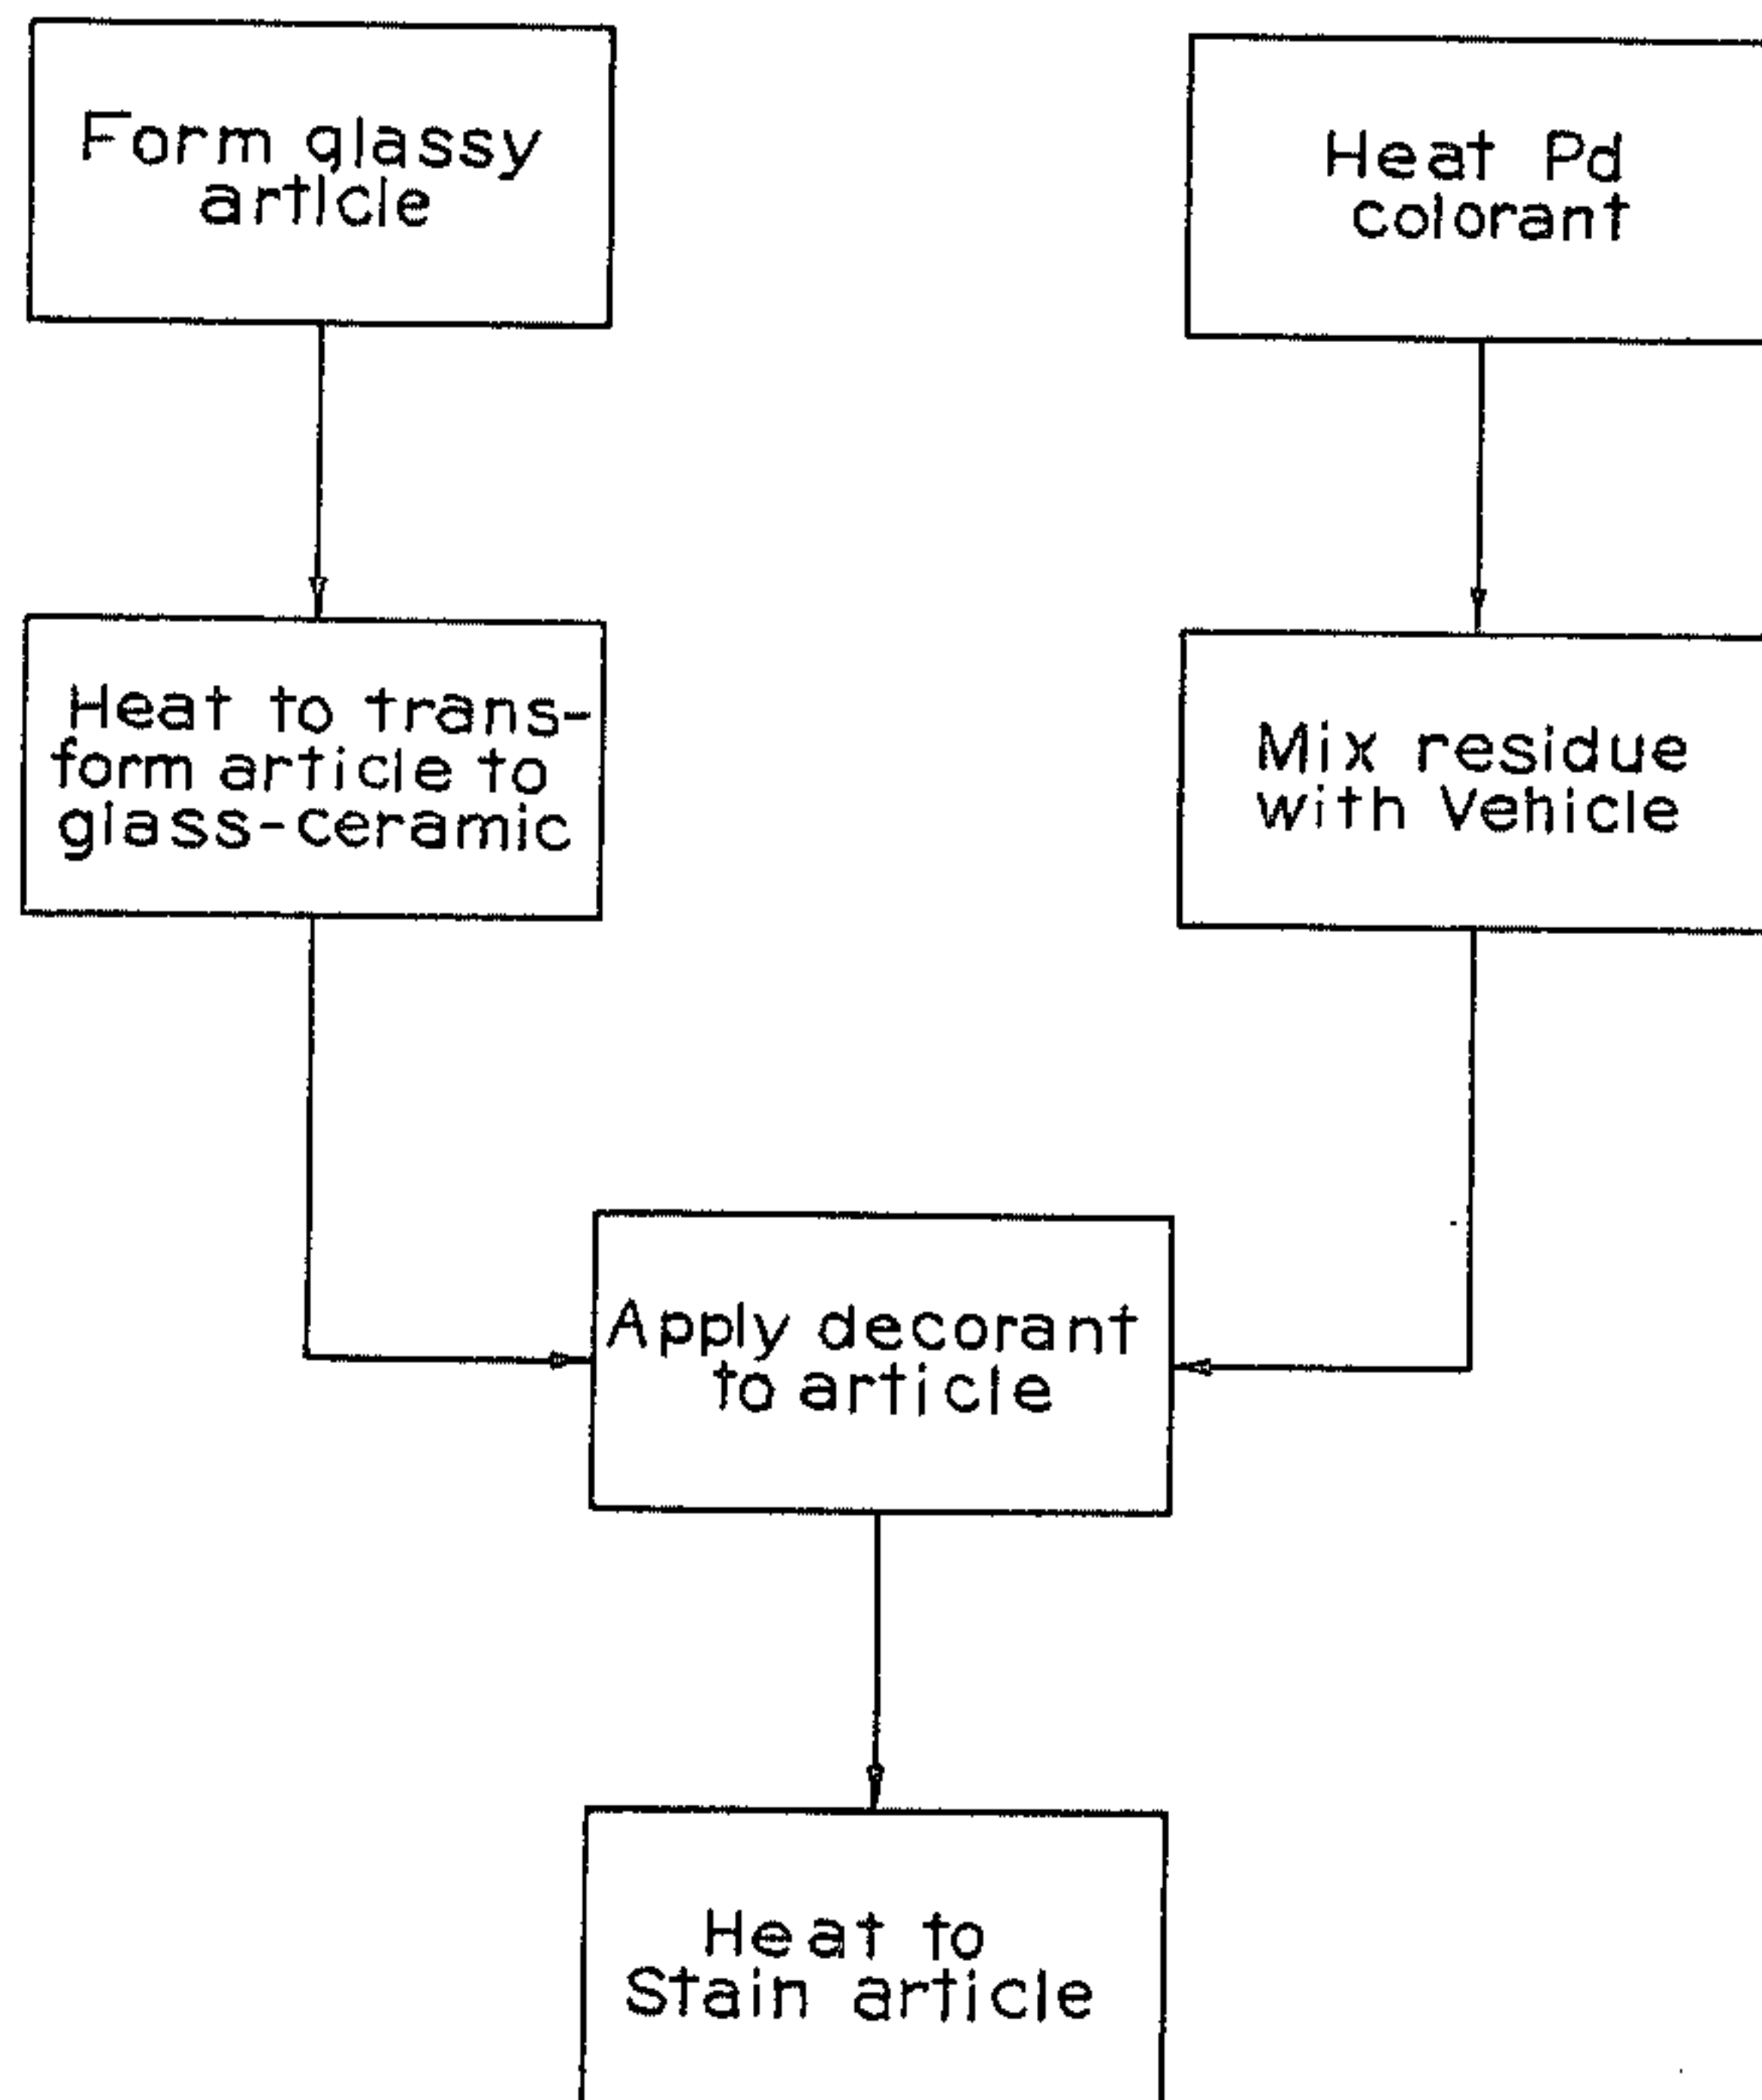 Form glassy
article
Heat Pd
colorant
Heat to trans-
form article to
glass-ceramic
Mix residue
with Vehicle
Apply decorant
to article
Heat to
Stain article